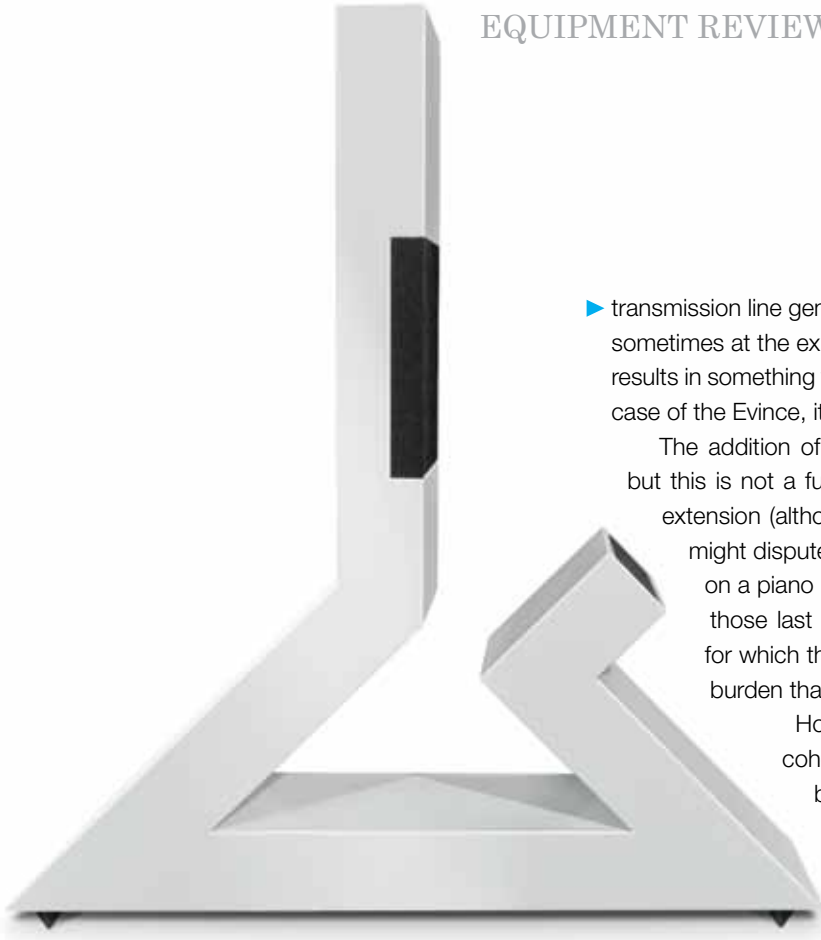 EQUIPMENT REVIEW
transmission line gen
sometimes at the ex
results in something
case of the Evince, it
The addition of
but this is not a fu
extension (altho
might dispute
on a piano
those last
for which th
burden tha
Ho
coh
b